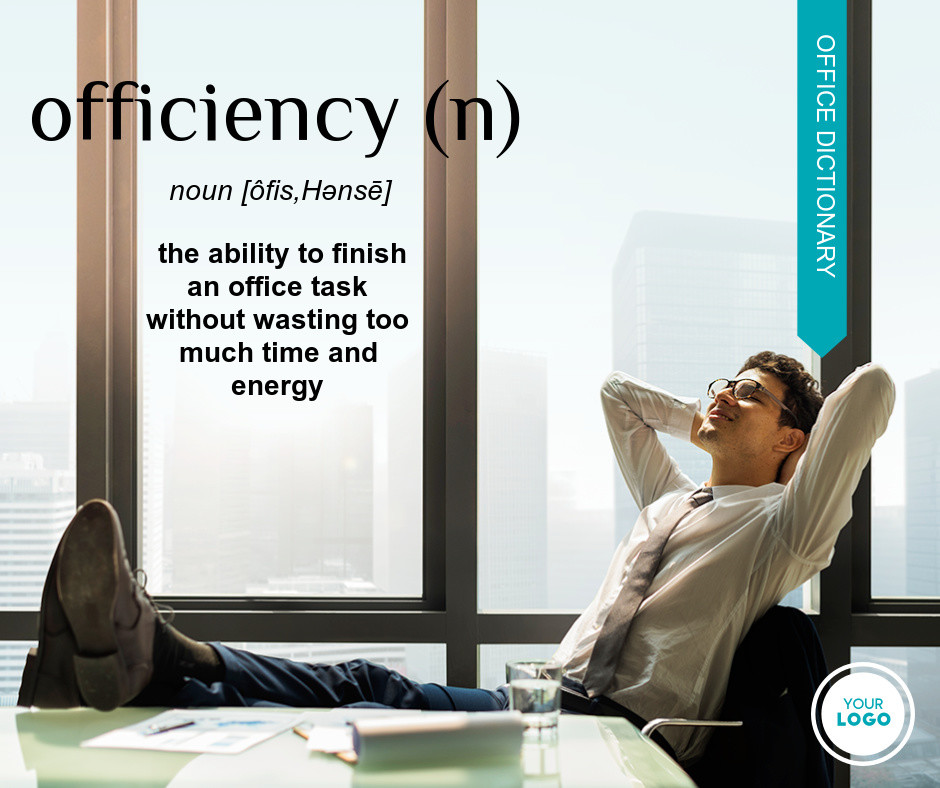 officiency (n)
noun [ôfis,Hənsē]
the ability to finish
an office task
without wasting too
much time and
energy
OFFICE DICTIONARY
YOUR
LOGO